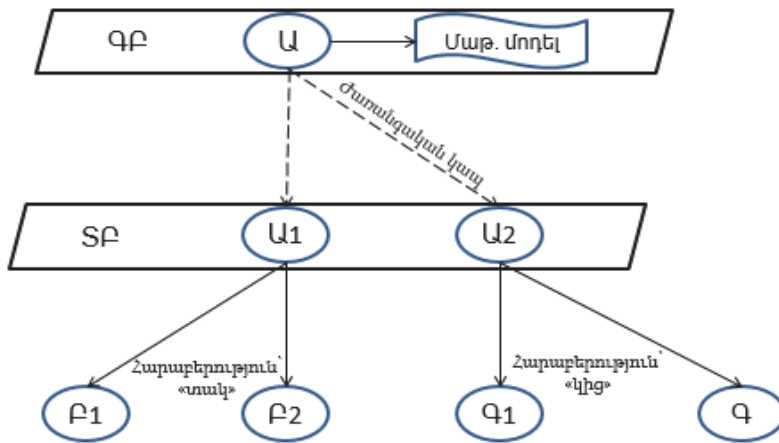 ԳԲ
Ա
Մաթ. մոդել
Ժառանգական կապ
ՏԲ
Ա1
Ա2
Հարաբերություն՝
«տակ»
Հարաբերություն՝
«կից»
Բ1
Բ2
Գ1
Գ